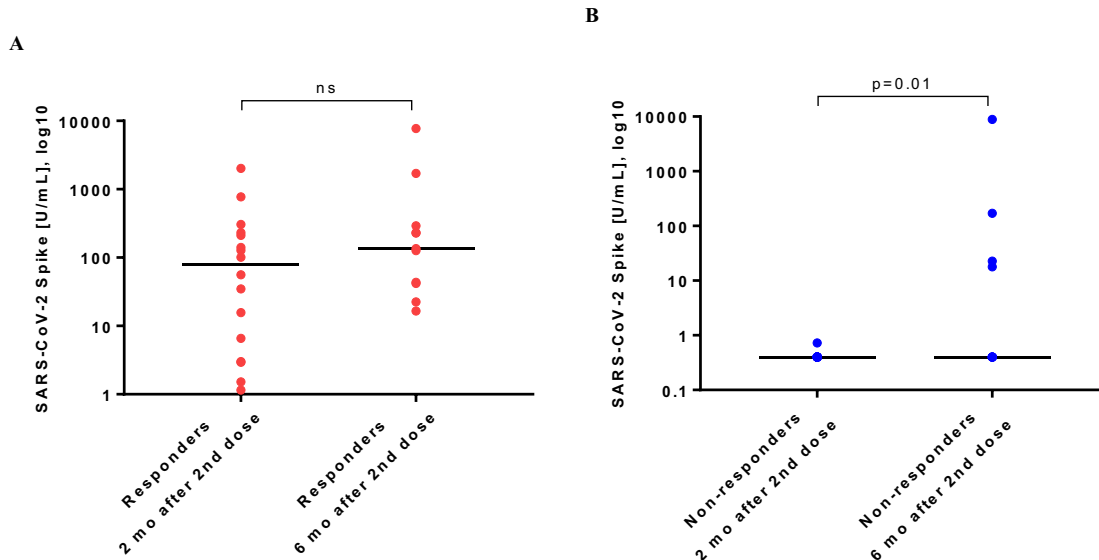 A
ns
SARS-CoV-2 Spike [U/mL], log10
10000
1000
100
10
1
Responders
2 mo after 2nd dose
Responders
6 mo after 2nd dose
B
p=0.01
SARS-CoV-2 Spike [U/mL], log10
10000
1000
100
10
1
0.1
Non-responders
2 mo after 2nd dose
Non-responders
6 mo after 2nd dose